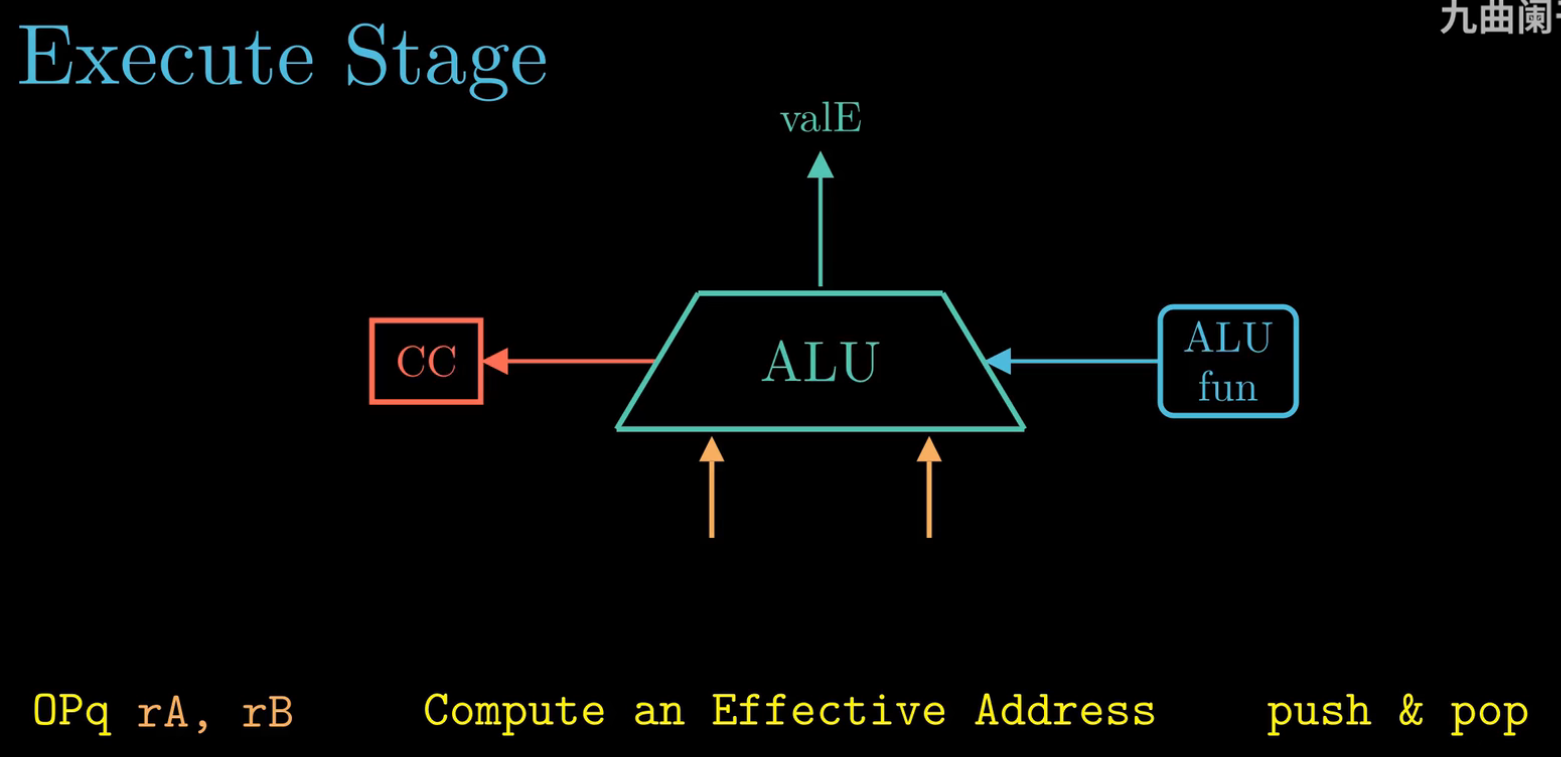 Execute Stage
九曲阑
valE
CC
ALU
ALU
fun
OPq rA, rB
Compute an Effective Address
push & pop